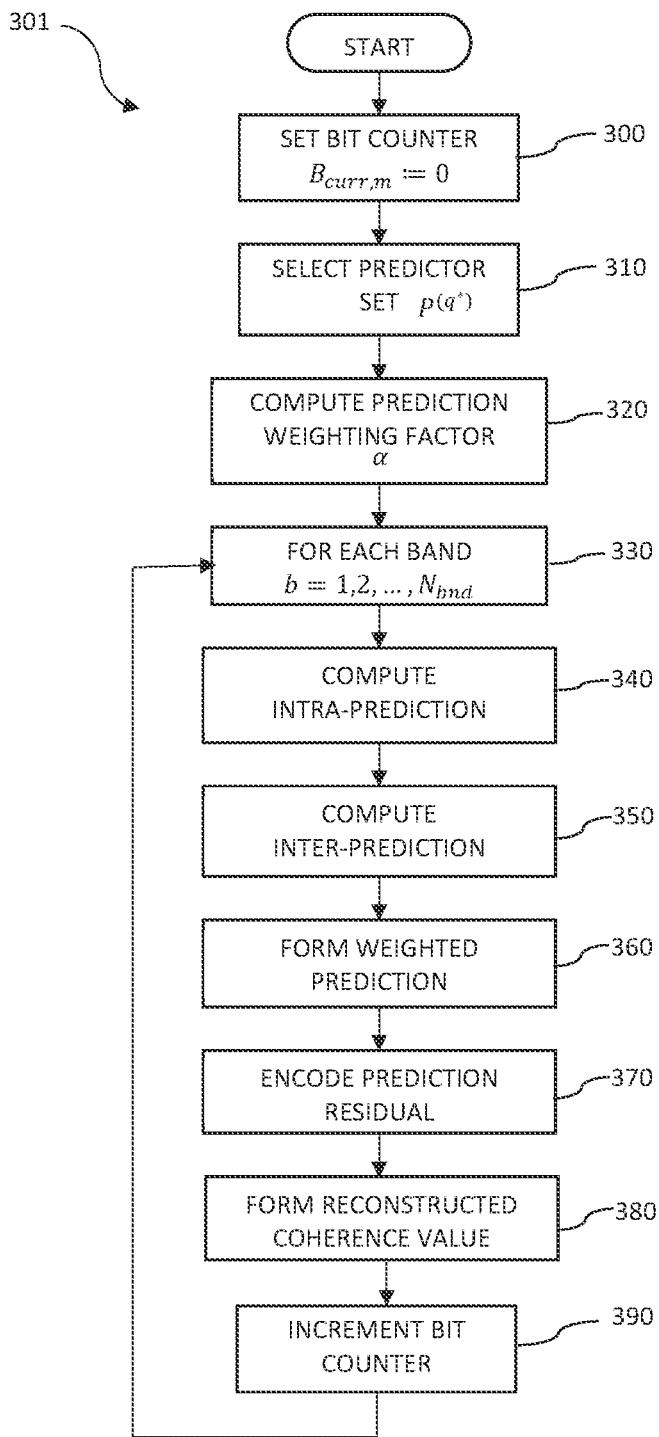 301
START
SET BIT COUNTER
B_{curr,m} := 0
300
SELECT PREDICTOR
SET p(q*)
310
COMPUTE PREDICTION
WEIGHTING FACTOR
α
320
FOR EACH BAND
b = 1,2, ... , N_{bnd}
330
COMPUTE
INTRA-PREDICTION
340
COMPUTE
INTER-PREDICTION
350
FORM WEIGHTED
PREDICTION
360
ENCODE PREDICTION
RESIDUAL
370
FORM RECONSTRUCTED
COHERENCE VALUE
380
INCREMENT BIT
COUNTER
390